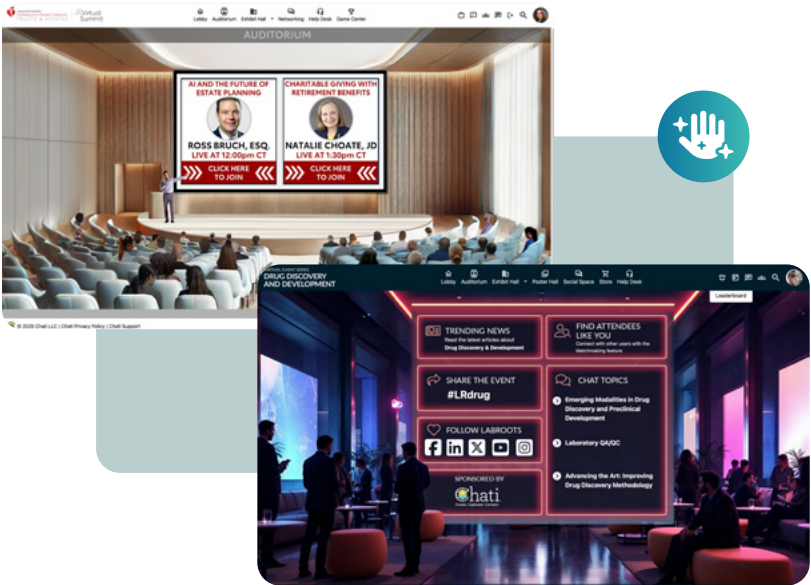 Virtual
Summit
Lobby
Auditorium
Exhibit Hall
Networking
Help Desk
Game Center
AUDITORIUM
AI AND THE FUTURE OF
ESTATE PLANNING
ROSS BRUCH, ESQ.
LIVE AT 12:00pm CT
CLICK HERE
TO JOIN
CHARITABLE GIVING WITH
RETIREMENT BENEFITS
NATALIE CHOATE, JD
LIVE AT 1:30pm CT
CLICK HERE
TO JOIN
© 2025 Chati LLC | Chati Privacy Policy | Chati Support
VIRTUAL EVENT SERIES
DRUG DISCOVERY
AND DEVELOPMENT
Lobby
Auditorium
Exhibit Hall
Poster Hall
Social Space
Store
Help Desk
Leaderboard
TRENDING NEWS
Read the latest articles about
Drug Discovery & Development
FIND ATTENDEES
LIKE YOU
Connect with other users with the
Matchmaking feature
SHARE THE EVENT
#LRdrug
FOLLOW LABROOTS
SPONSORED BY
Chati
CHAT TOPICS
Emerging Modalities in Drug
Discovery and Preclinical
Development
Laboratory QA/QC
Advancing the Art: Improving
Drug Discovery Methodology